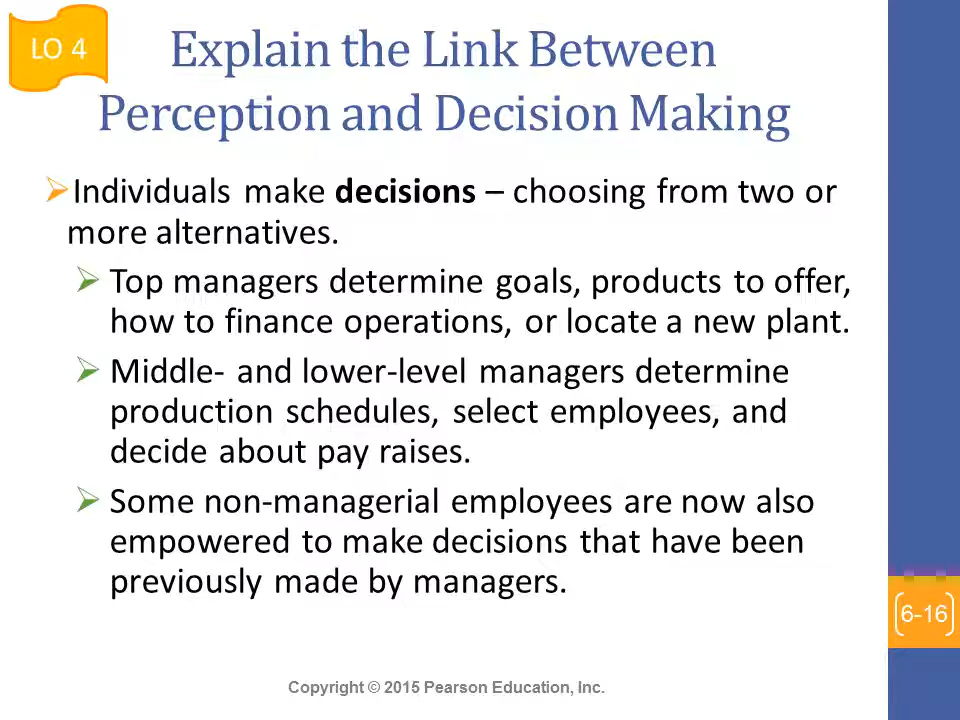 LO 4
Explain the Link Between
Perception and Decision Making
Individuals make decisions – choosing from two or
more alternatives.
Top managers determine goals, products to offer,
how to finance operations, or locate a new plant.
Middle- and lower-level managers determine
production schedules, select employees, and
decide about pay raises.
Some non-managerial employees are now also
empowered to make decisions that have been
previously made by managers.
6-16
Copyright © 2015 Pearson Education, Inc.